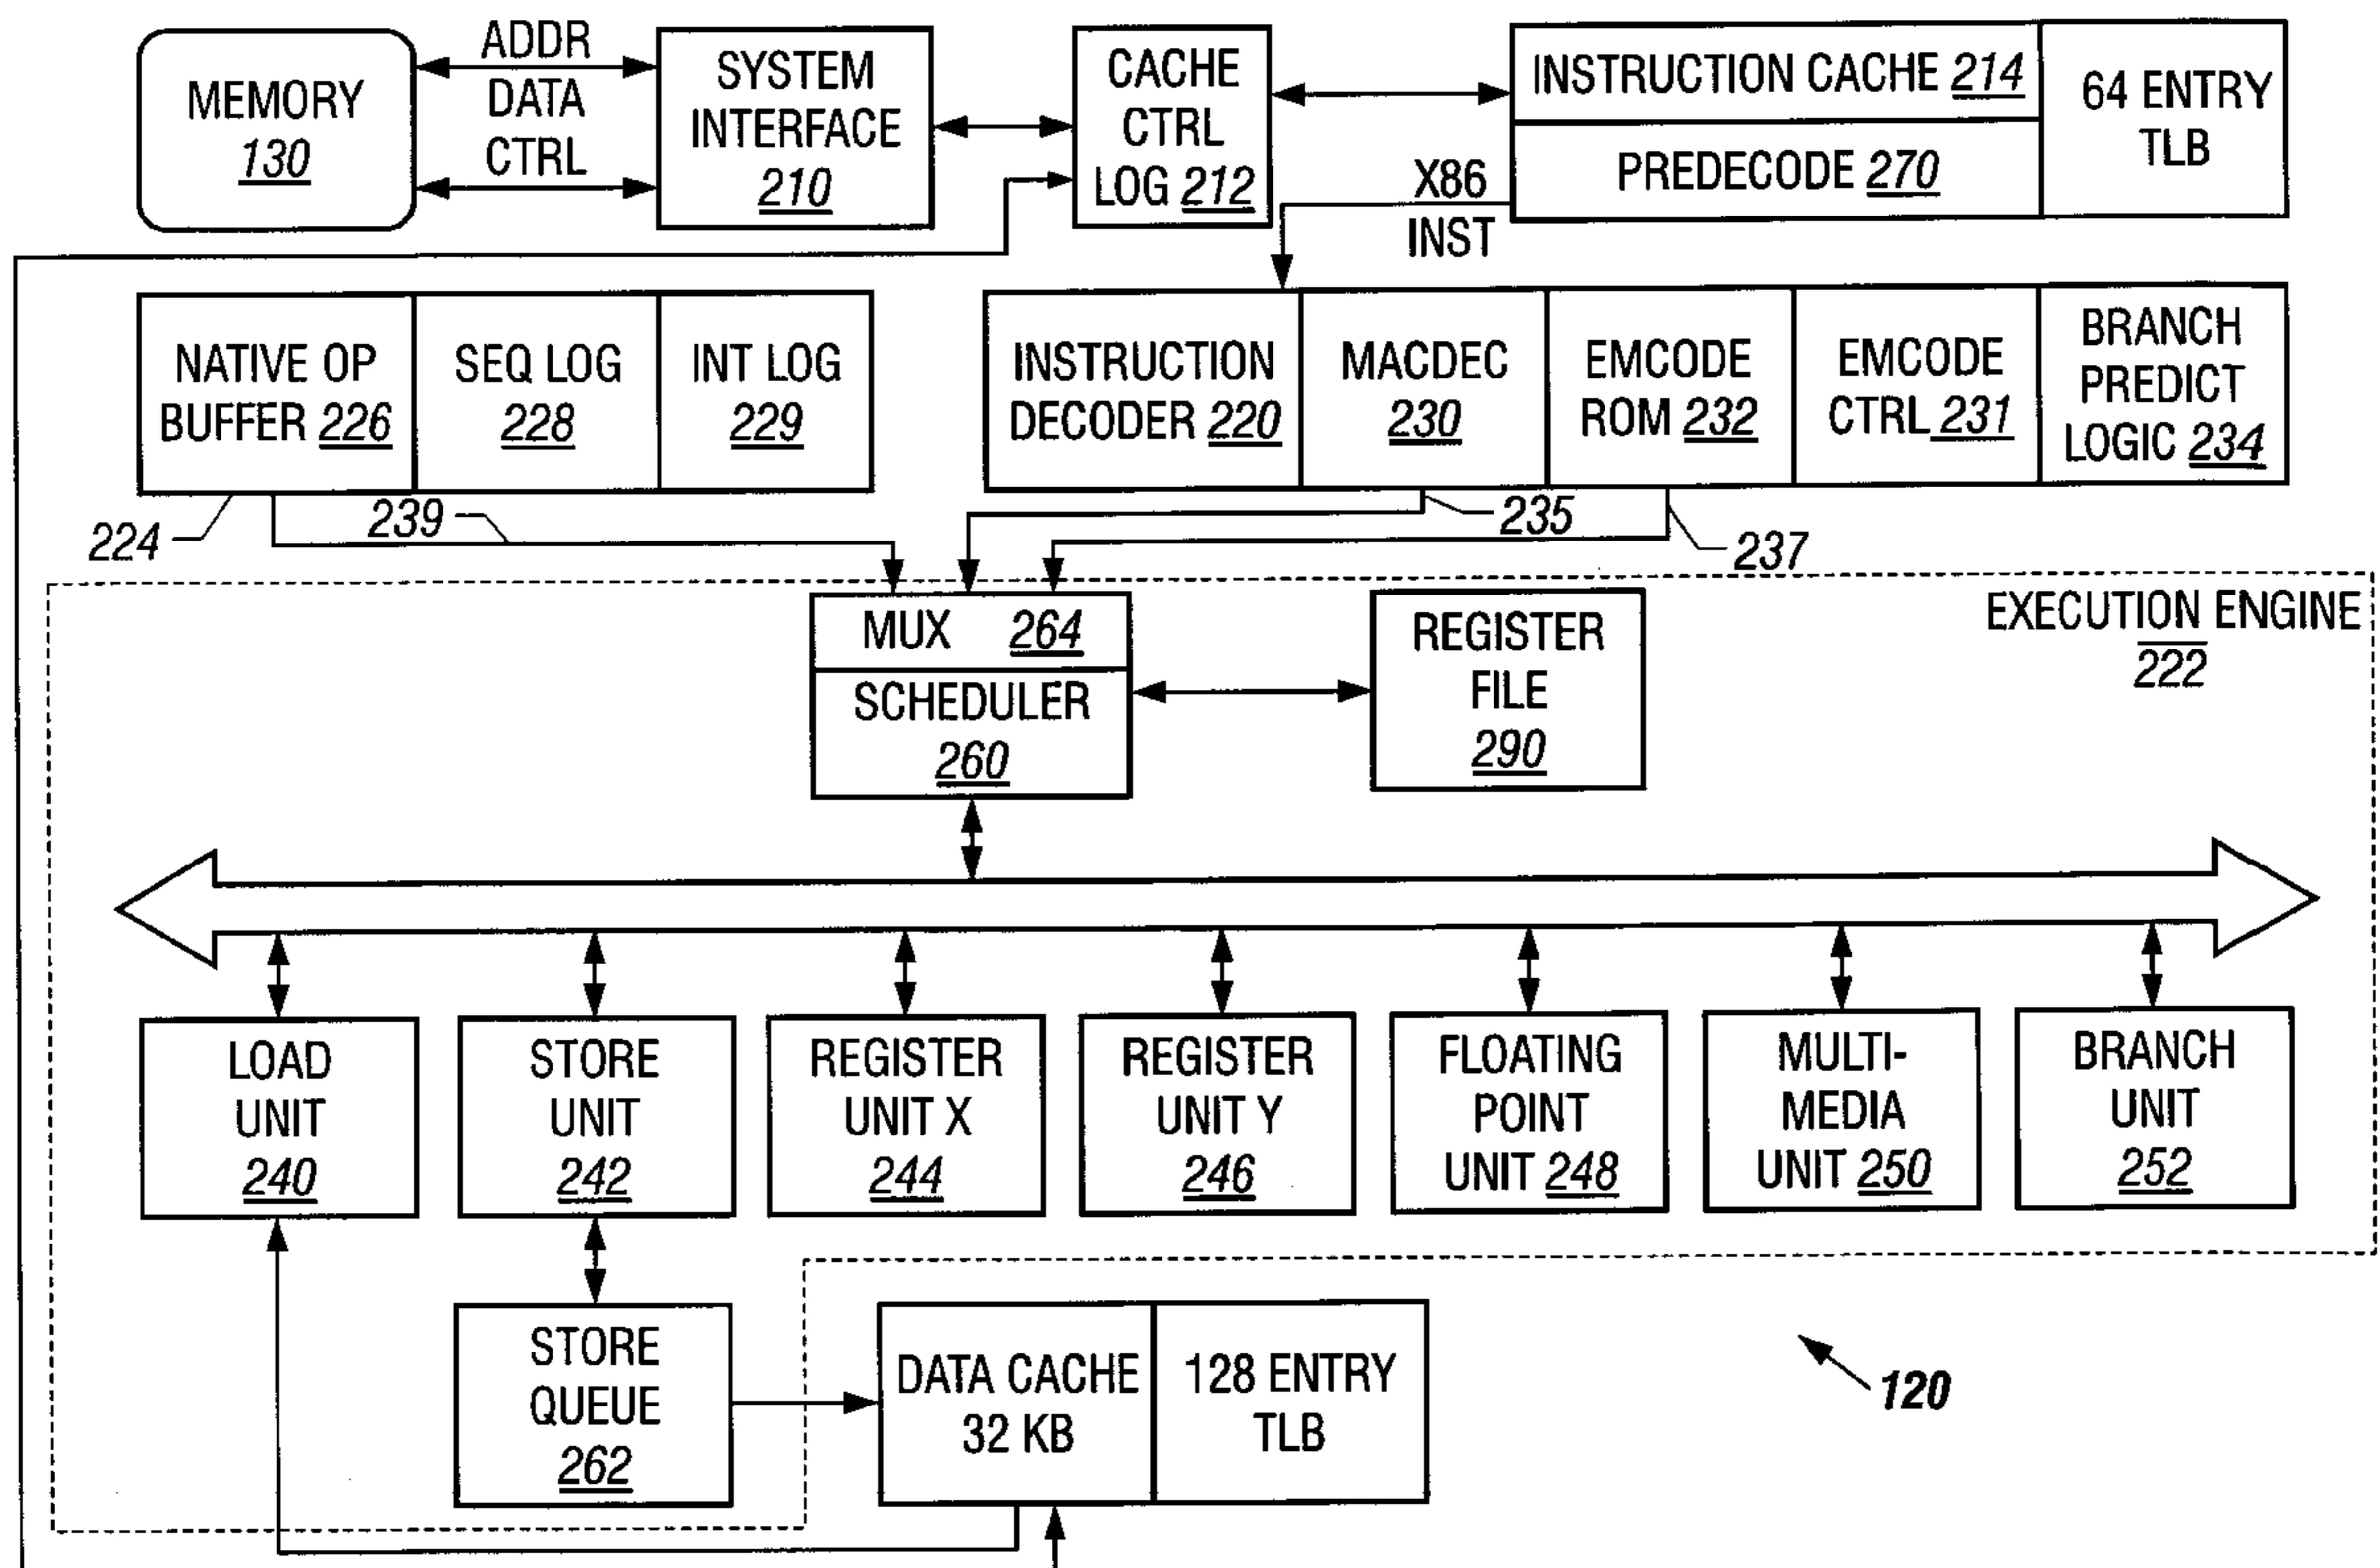 MEMORY
130
ADDR
DATA
CTRL
SYSTEM
INTERFACE
210
CACHE
CTRL
LOG 212
INSTRUCTION CACHE 214
PREDECODE 270
64 ENTRY
TLB
X86
INST
NATIVE OP
BUFFER 226
SEQ LOG
228
INT LOG
229
INSTRUCTION
DECODER 220
MACDEC
230
EMCODE
ROM 232
EMCODE
CTRL 231
BRANCH
PREDICT
LOGIC 234
224
239
235
237
EXECUTION ENGINE
222
MUX 264
SCHEDULER
260
REGISTER
FILE
290
LOAD
UNIT
240
STORE
UNIT
242
REGISTER
UNIT X
244
REGISTER
UNIT Y
246
FLOATING
POINT
UNIT 248
MULTI-
MEDIA
UNIT 250
BRANCH
UNIT
252
STORE
QUEUE
262
DATA CACHE
32 KB
128 ENTRY
TLB
120